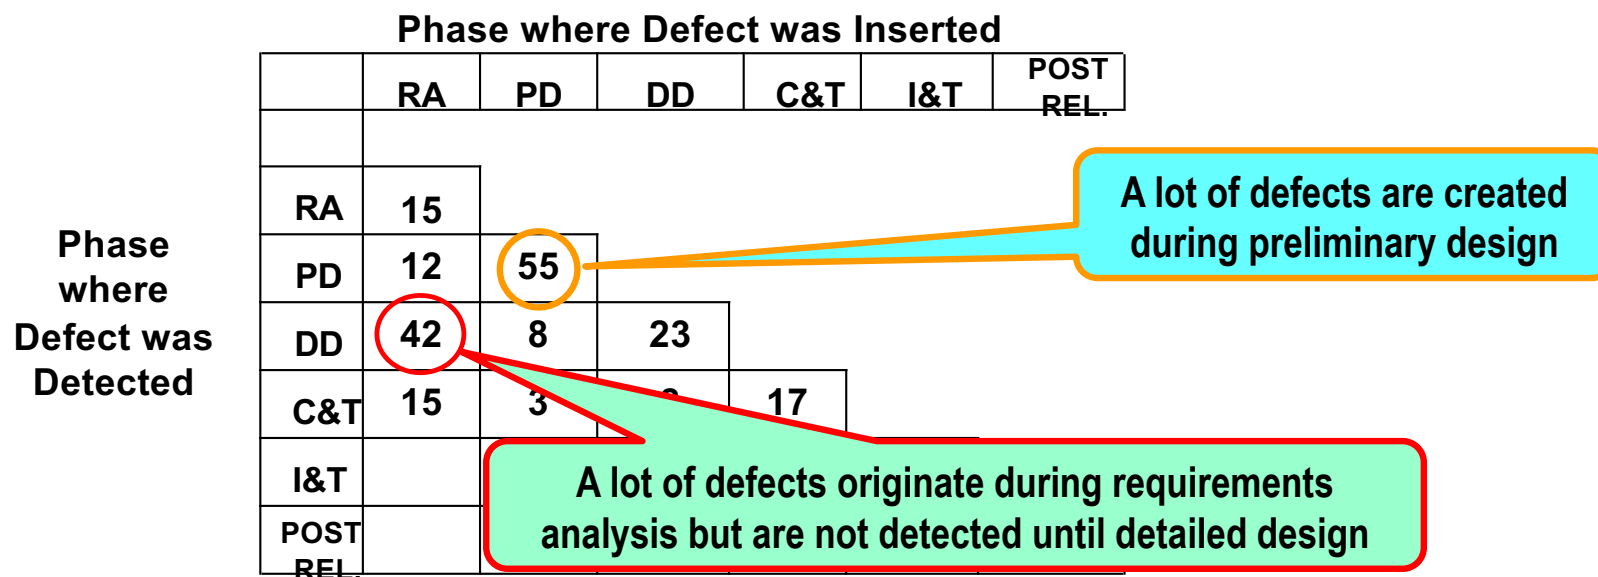 Phase where Defect was Inserted
RA PD DD C&T I&T POST REL.
RA 15
PD 12 55
DD 42 8 23
C&T 15 3 17
I&T
POST REL.
Phase
where
Defect was
Detected
A lot of defects are created
during preliminary design
A lot of defects originate during requirements
analysis but are not detected until detailed design